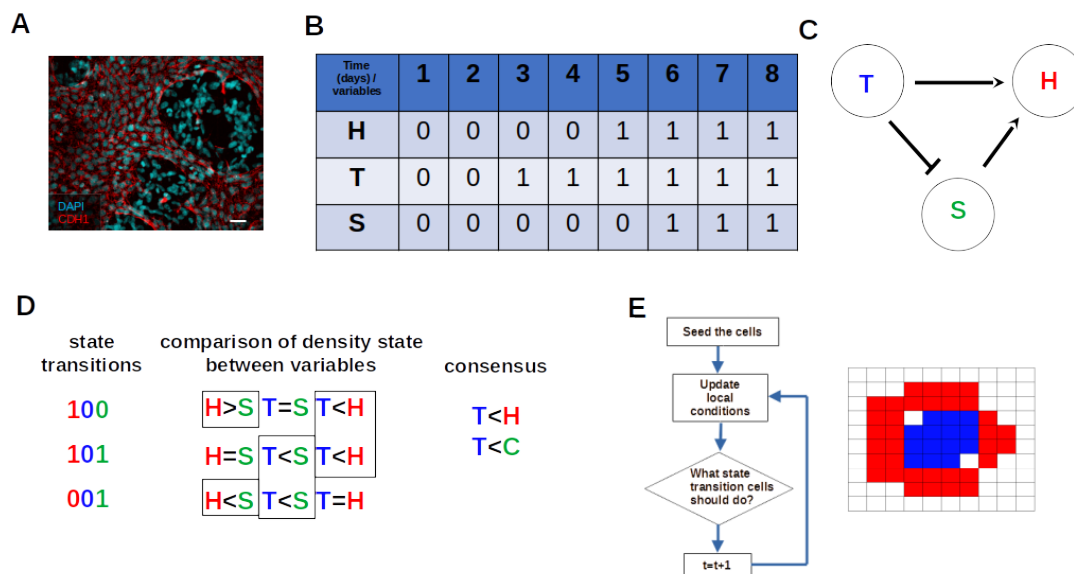 A
DAPI
CDH1
B
Time
(days) /
variables
1 2 3 4 5 6 7 8
H 0 0 0 0 1 1 1 1
T 0 0 1 1 1 1 1 1
S 0 0 0 0 0 1 1 1
C
T
H
S
D
state
transitions
comparison of density state
between variables
consensus
100 H>S T=S T<H
101 H=S T<S T<H
001 H<S T<S T=H
T<H
T<C
E
Seed the cells
Update
local
conditions
What state
transition cells
should do?
t=t+1